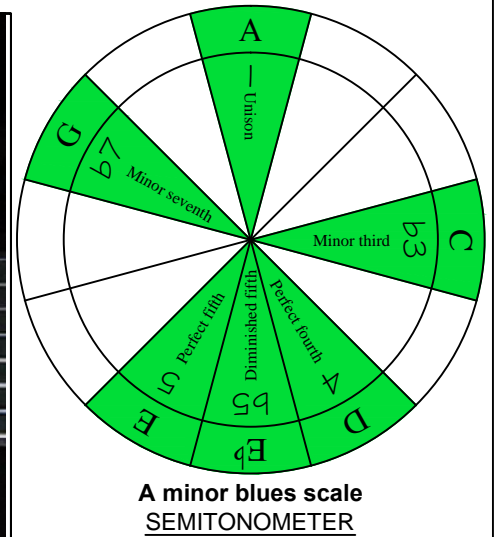 A
1 Unison
C
b3 Minor third
D
4 Perfect fourth
Eb
b5 Diminished fifth
E
5 Perfect fifth
G
b7 Minor seventh
A minor blues scale
SEMITONOMETER